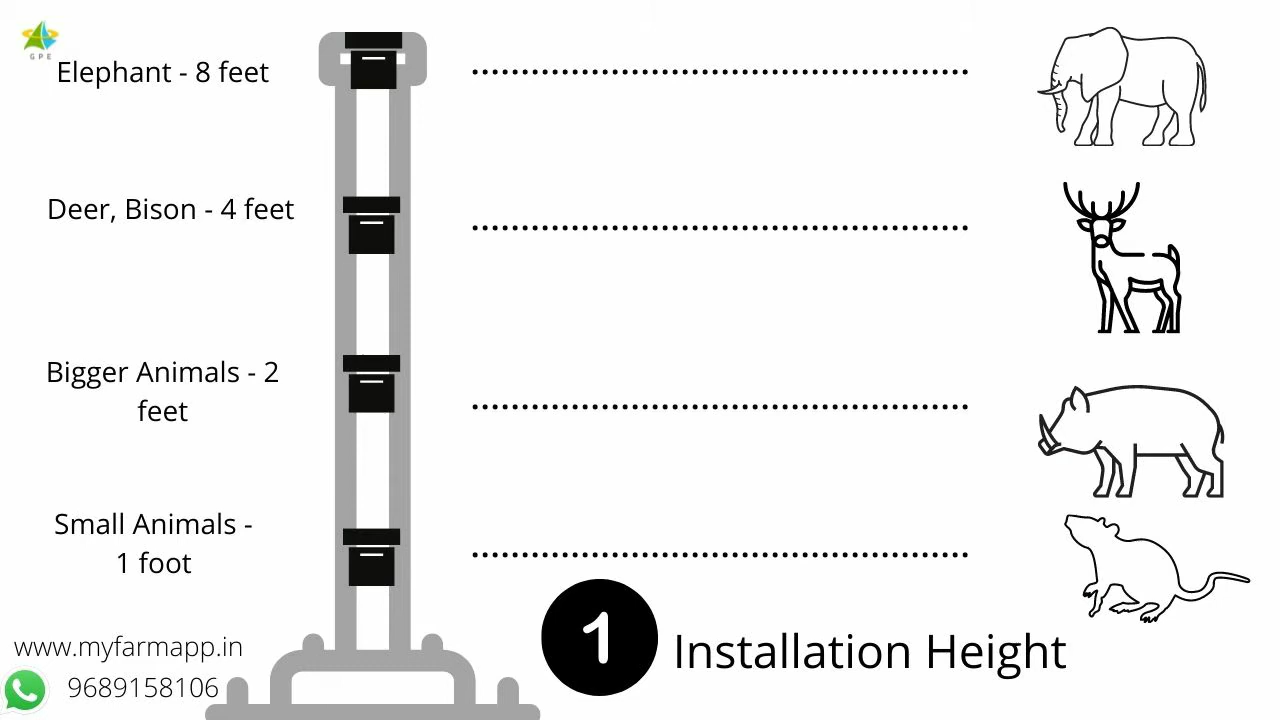 GPE
Elephant - 8 feet
Deer, Bison - 4 feet
Bigger Animals - 2
feet
Small Animals -
1 foot
1 Installation Height
www.myfarmapp.in
9689158106